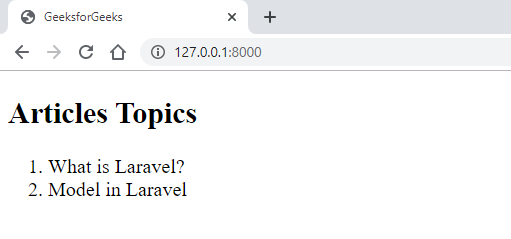 GeeksforGeeks
127.0.0.1:8000
Articles Topics
1. What is Laravel?
2. Model in Laravel